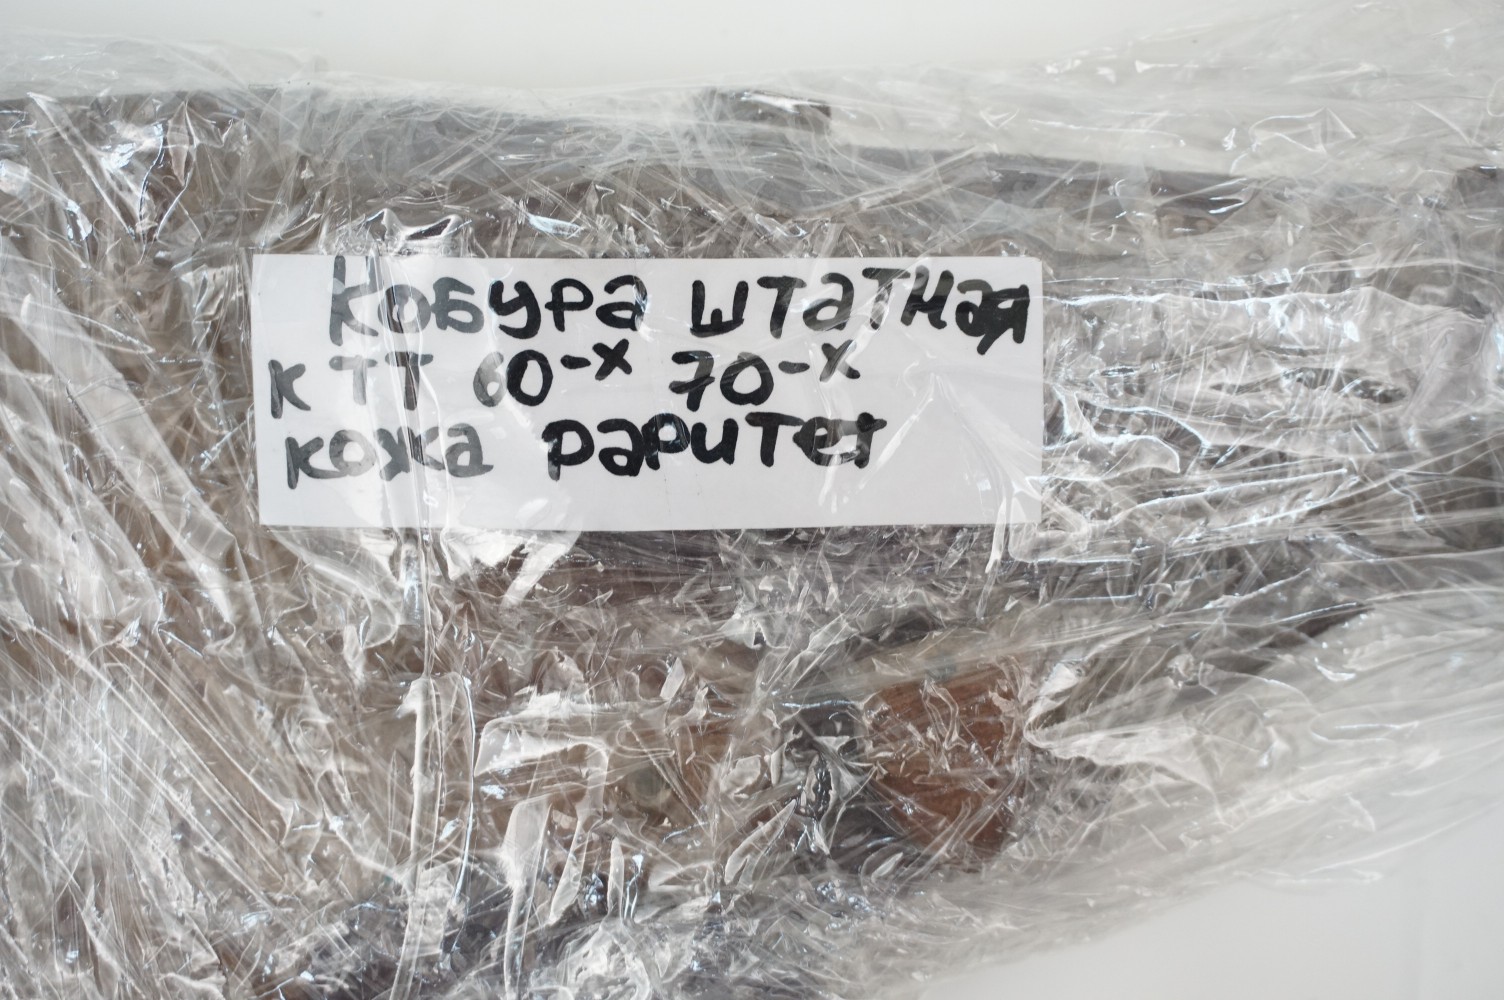 Кобура штатная
к ТТ 60-х 70-х
кожа раритет